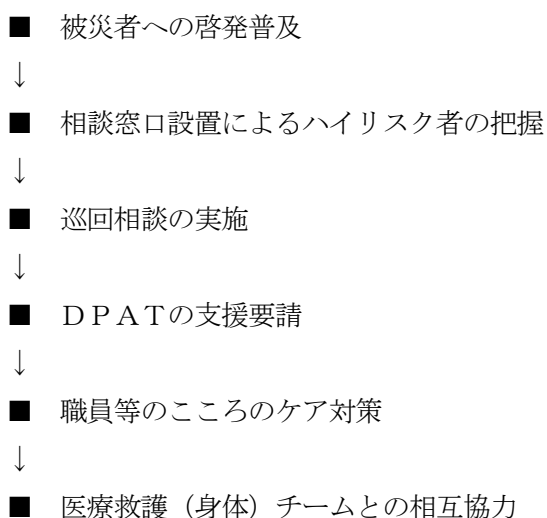 ■ 被災者への啓発普及
↓
■ 相談窓口設置によるハイリスク者の把握
↓
■ 巡回相談の実施
↓
■ ＤＰＡＴの支援要請
↓
■ 職員等のこころのケア対策
↓
■ 医療救護（身体）チームとの相互協力